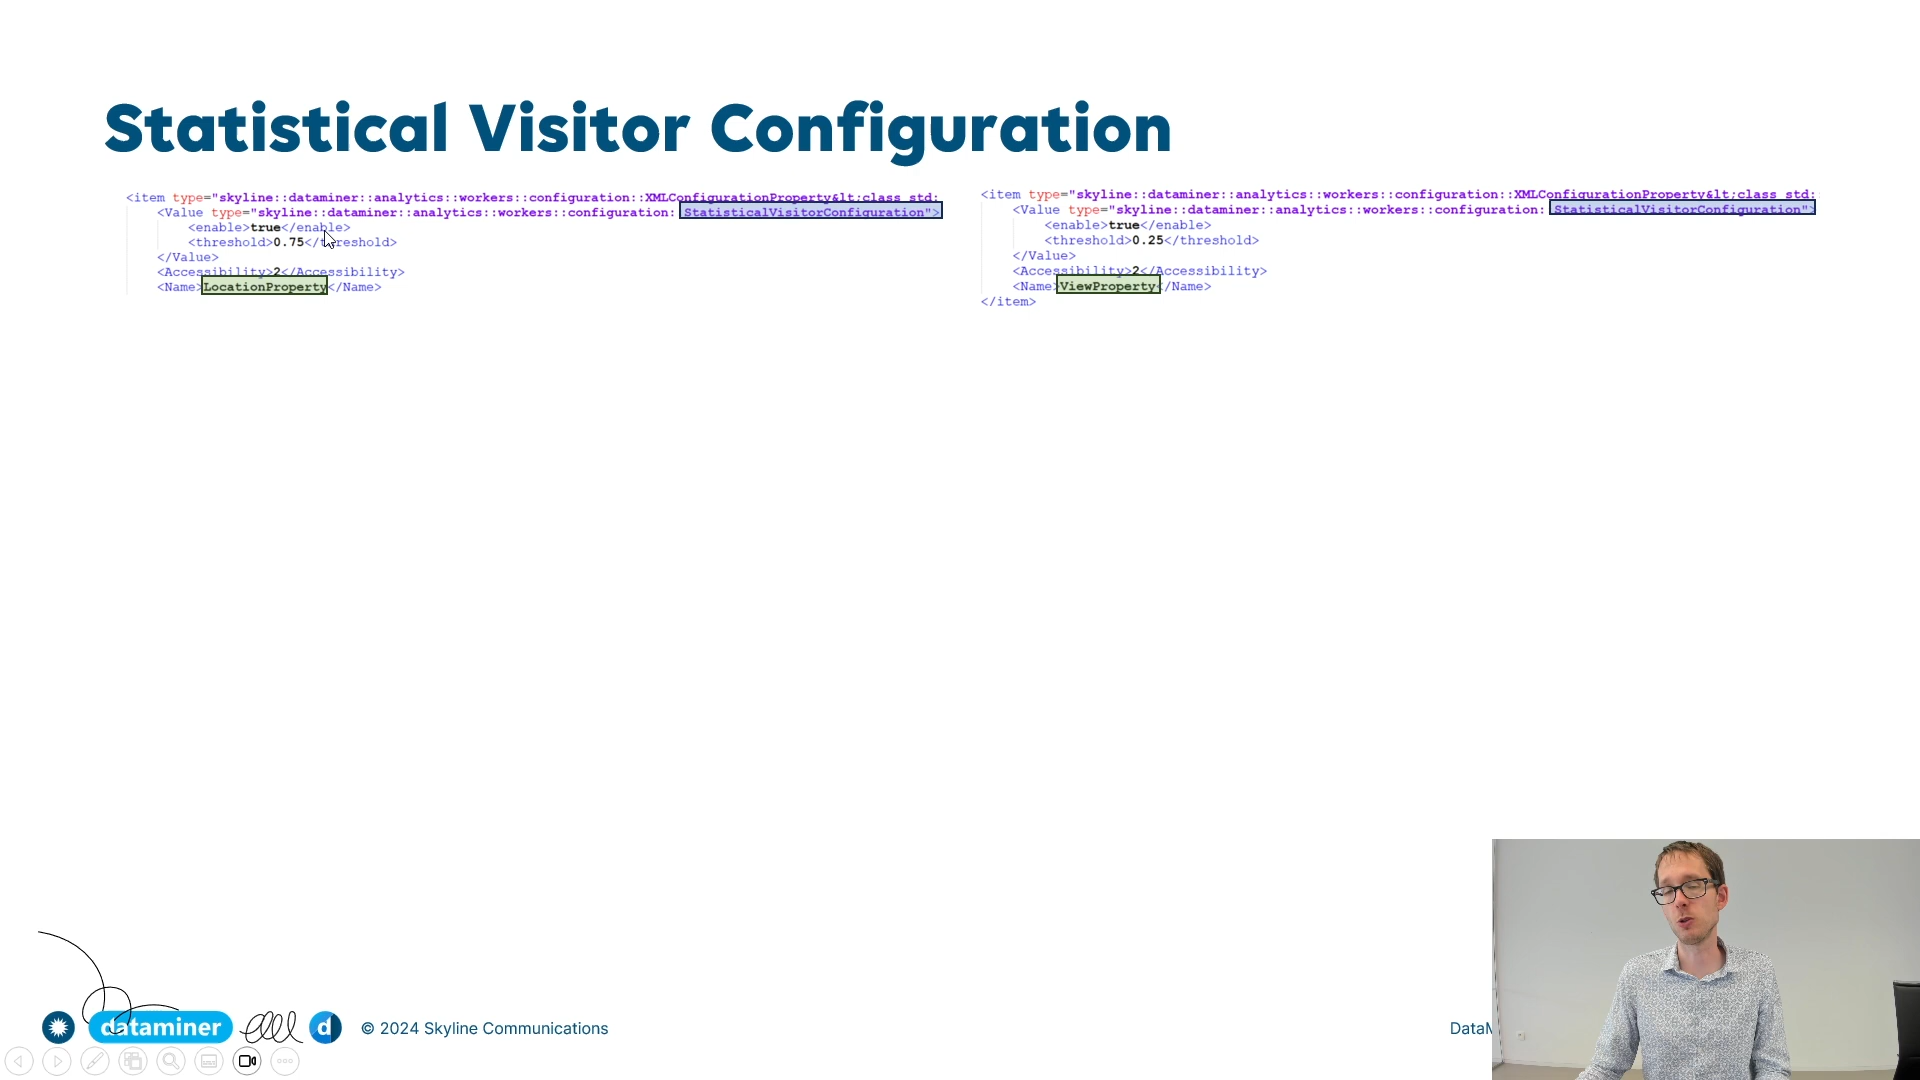 Statistical Visitor Configuration
<item type="skyline::dataminer::analytics::workers::configuration::XMLConfigurationProperty&lt;class std:
<Value type="skyline::dataminer::analytics::workers::configuration::StatisticalVisitorConfiguration">
<enable>true</enable>
<threshold>0.75</threshold>
</Value>
<Accessibility>2</Accessibility>
<Name>LocationProperty</Name>
<item type="skyline::dataminer::analytics::workers::configuration::XMLConfigurationProperty&lt;class std:
<Value type="skyline::dataminer::analytics::workers::configuration::StatisticalVisitorConfiguration">
<enable>true</enable>
<threshold>0.25</threshold>
</Value>
<Accessibility>2</Accessibility>
<Name>ViewProperty</Name>
</item>
dataminer
d
© 2024 Skyline Communications